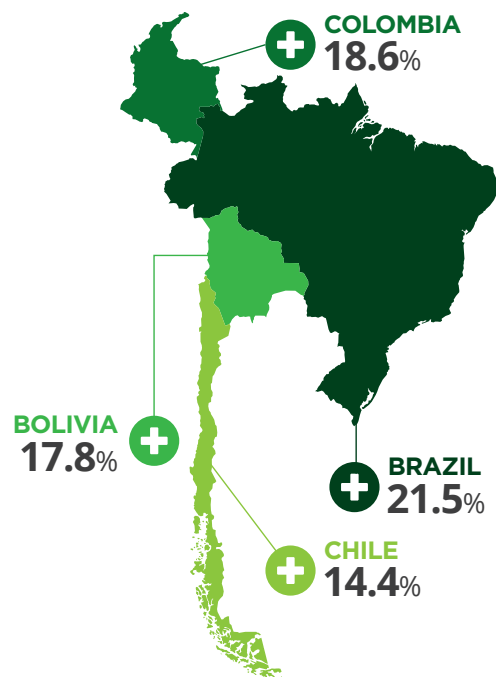 COLOMBIA
18.6%
BOLIVIA
17.8%
BRAZIL
21.5%
CHILE
14.4%